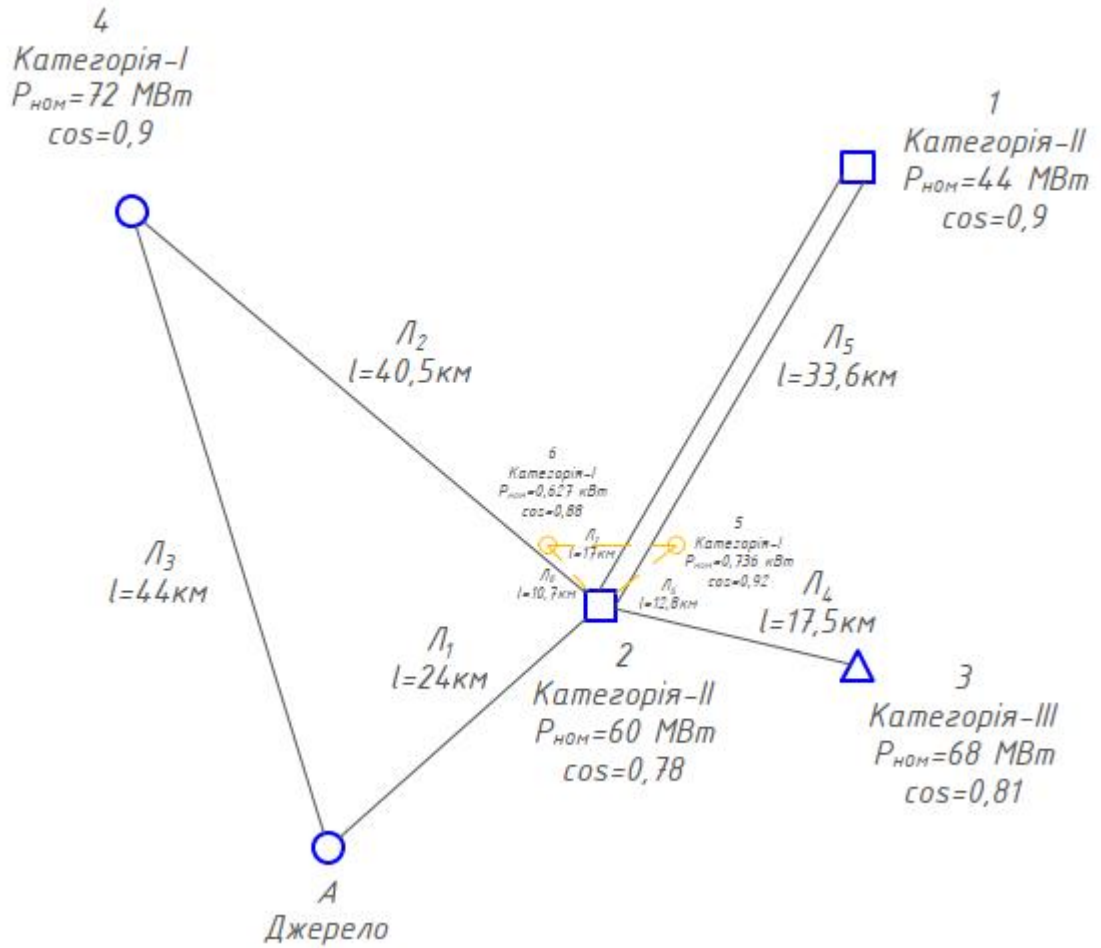 4
Категорія-I
Pном=72 МВт
cos=0,9
1
Категорія-II
Pном=44 МВт
cos=0,9
Л2
l=40,5км
Л5
l=33,6км
6
Категорія-I
Pном=0,627 кВт
cos=0,88
5
Категорія-I
Pном=0,736 кВт
cos=0,92
Л7
l=17км
l=10,7км
l=12,8км
Л3
l=44км
Л4
l=17,5км
Л1
l=24км
2
Категорія-II
Pном=60 МВт
cos=0,78
3
Категорія-III
Pном=68 МВт
cos=0,81
А
Джерело